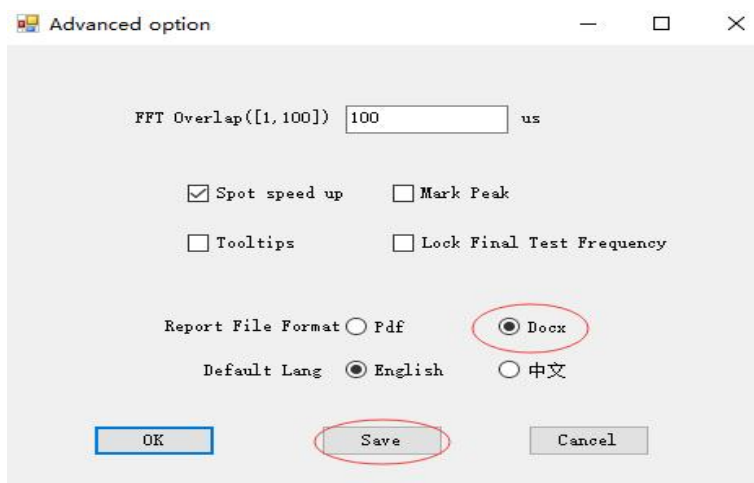 Advanced option
FFT Overlap([1,100]) 100 us
Spot speed up Mark Peak
Tooltips Lock Final Test Frequency
Report File Format Pdf Docx
Default Lang English 中文
OK Save Cancel